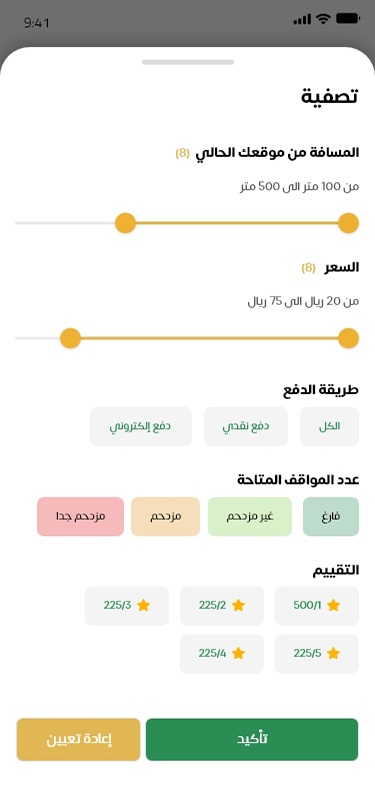 9:41
تصفية
المسافة من موقعك الحالي (8)
من 100 متر الى 500 متر
السعر (8)
من 20 ريال الى 75 ريال
طريقة الدفع
الكل دفع نقدي دفع إلكتروني
عدد المواقف المتاحة
فارغ غير مزدحم مزدحم مزدحم جدا
التقييم
500/1 225/2 225/3
225/5 225/4
تأكيد إعادة تعيين